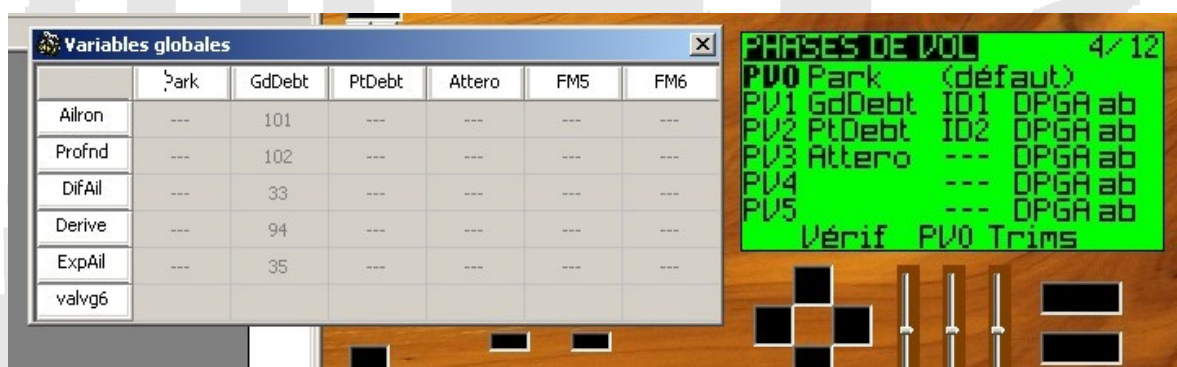 Variables globales
Park GdDebt PtDebt Attero FM5 FM6
Ailron --- 101 --- --- --- ---
Profnd --- 102 --- --- --- ---
DifAil --- 33 --- --- --- ---
Derive --- 94 --- --- --- ---
ExpAil --- 35 --- --- --- ---
valvg6
PHASES DE VOL 4/12
PV0 Park (défaut)
PV1 GdDebt ID1 DPGA ab
PV2 PtDebt ID2 DPGA ab
PV3 Attero --- DPGA ab
PV4 --- DPGA ab
PV5 --- DPGA ab
Vérif PV0 Trims